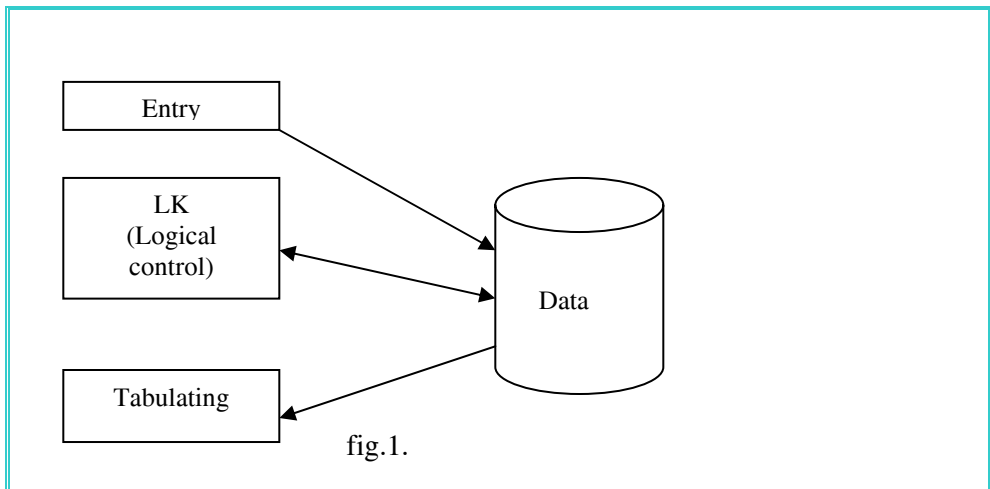 Entry
LK
(Logical
control)
Data
Tabulating
fig.1.